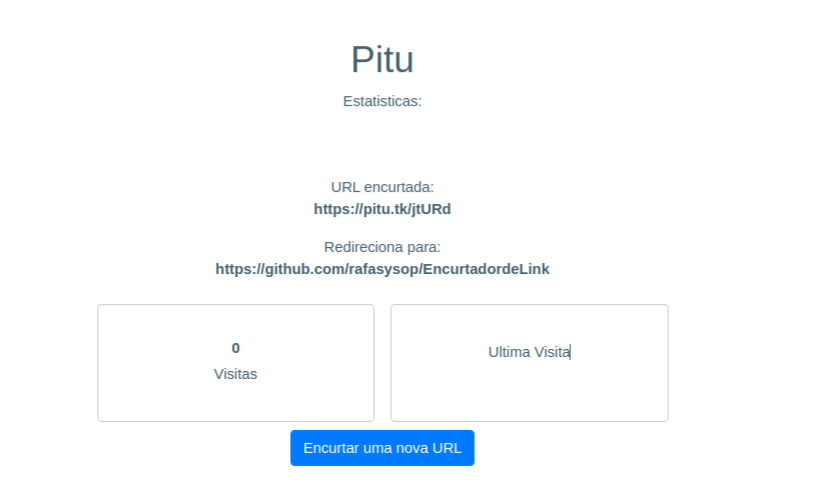 Pitu
Estatisticas:
URL encurtada:
https://pitu.tk/jtURd
Redireciona para:
https://github.com/rafasysop/EncurtadordeLink
0
Visitas
Ultima Visita
Encurtar uma nova URL